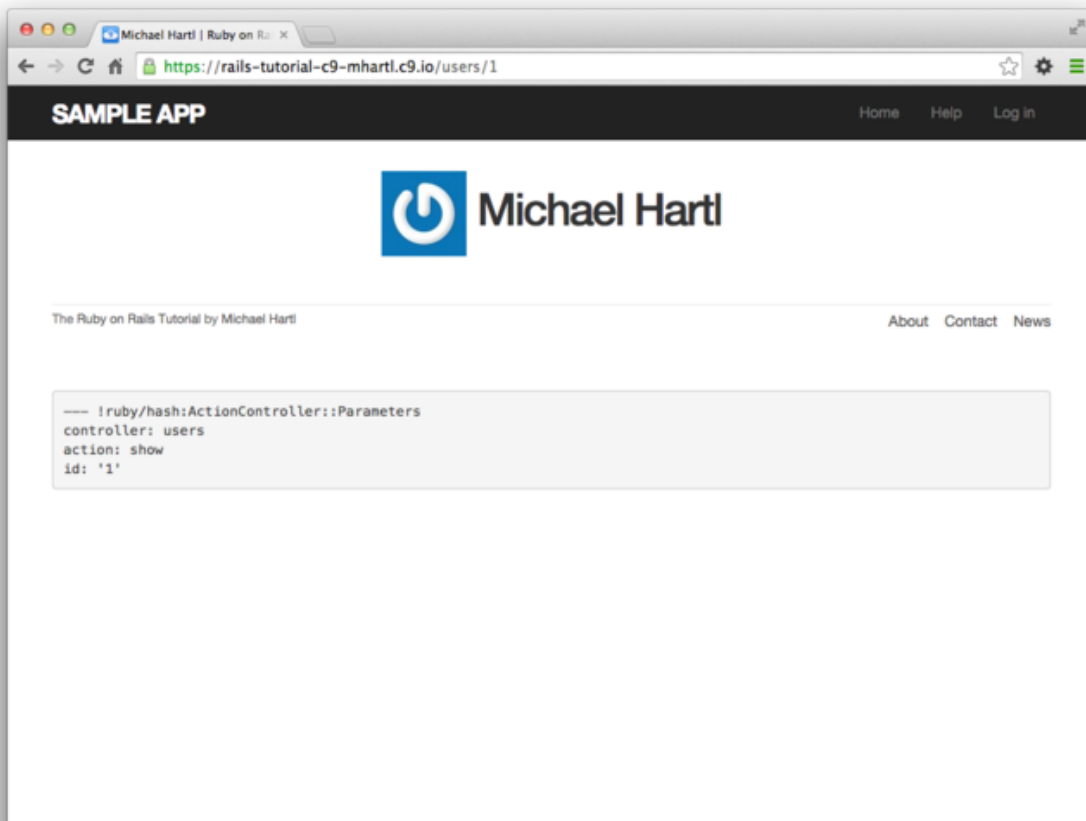 Michael Hartl | Ruby on Ra
https://rails-tutorial-c9-mhartl.c9.io/users/1
SAMPLE APP Home Help Log in
Michael Hartl
The Ruby on Rails Tutorial by Michael Hartl About Contact News
--- !ruby/hash:ActionController::Parameters
controller: users
action: show
id: '1'